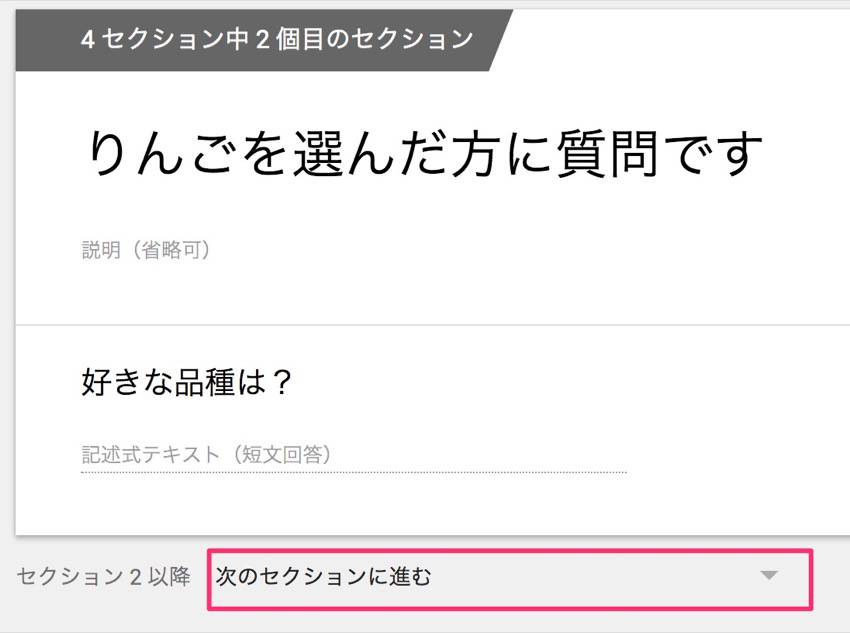 4 セクション中 2 個目のセクション
りんごを選んだ方に質問です
説明（省略可）
好きな品種は？
記述式テキスト（短文回答）
セクション 2 以降 次のセクションに進む